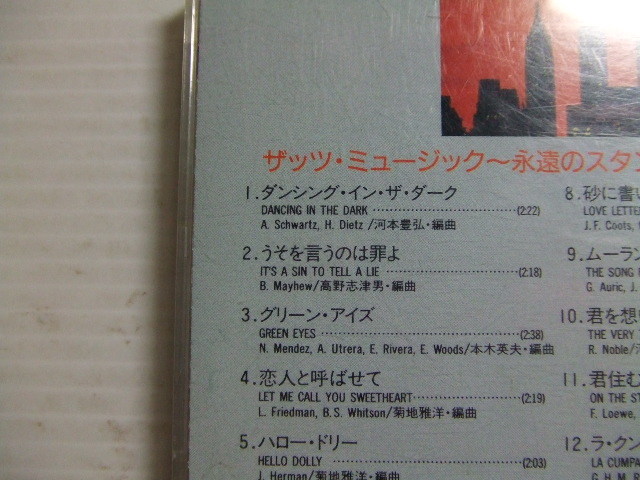 ザッツ・ミュージック～永遠のスタン
1.ダンシング・イン・ザ・ダーク
DANCING IN THE DARK ………………………(2:22)
A. Schwartz, H. Dietz /河本豊弘・編曲
2.うそを言うのは罪よ
IT'S A SIN TO TELL A LIE ……………………(2:18)
B. Mayhew/高野志津男・編曲
3.グリーン・アイズ
GREEN EYES ……………………………………(2:38)
N. Mendez, A. Utrera, E. Rivera, E. Woods/本木英夫・編曲
4.恋人と呼ばせて
LET ME CALL YOU SWEETHEART………………(2:19)
L. Friedman, B.S. Whitson/菊地雅洋・編曲
5.ハロー・ドリー
HELLO DOLLY ……………………………………(2:03)
J. Herman/菊地雅洋・編曲
8.砂に書い
LOVE LETTE
J.F. Coots,
9.ムーラン
THE SONG
G. Auric, J.
10.君を想
THE VERY
R. Noble/
11.君住む
ON THE ST
F. Loewe,
12.ラ・クン
LA CUMPA
G.H.M. R